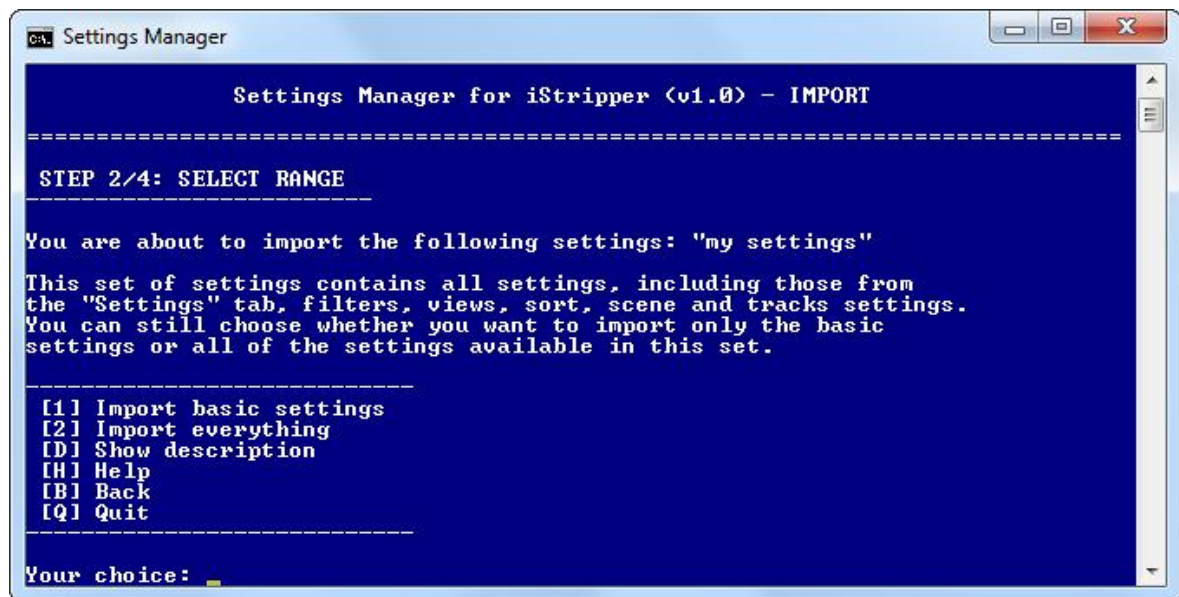 Settings Manager
Settings Manager for iStripper (v1.0) - IMPORT
===============================================================================
STEP 2/4: SELECT RANGE
-------------------------
You are about to import the following settings: "my settings"
This set of settings contains all settings, including those from
the "Settings" tab, filters, views, sort, scene and tracks settings.
You can still choose whether you want to import only the basic
settings or all of the settings available in this set.
----------------------------
[1] Import basic settings
[2] Import everything
[D] Show description
[H] Help
[B] Back
[Q] Quit
----------------------------
Your choice: _